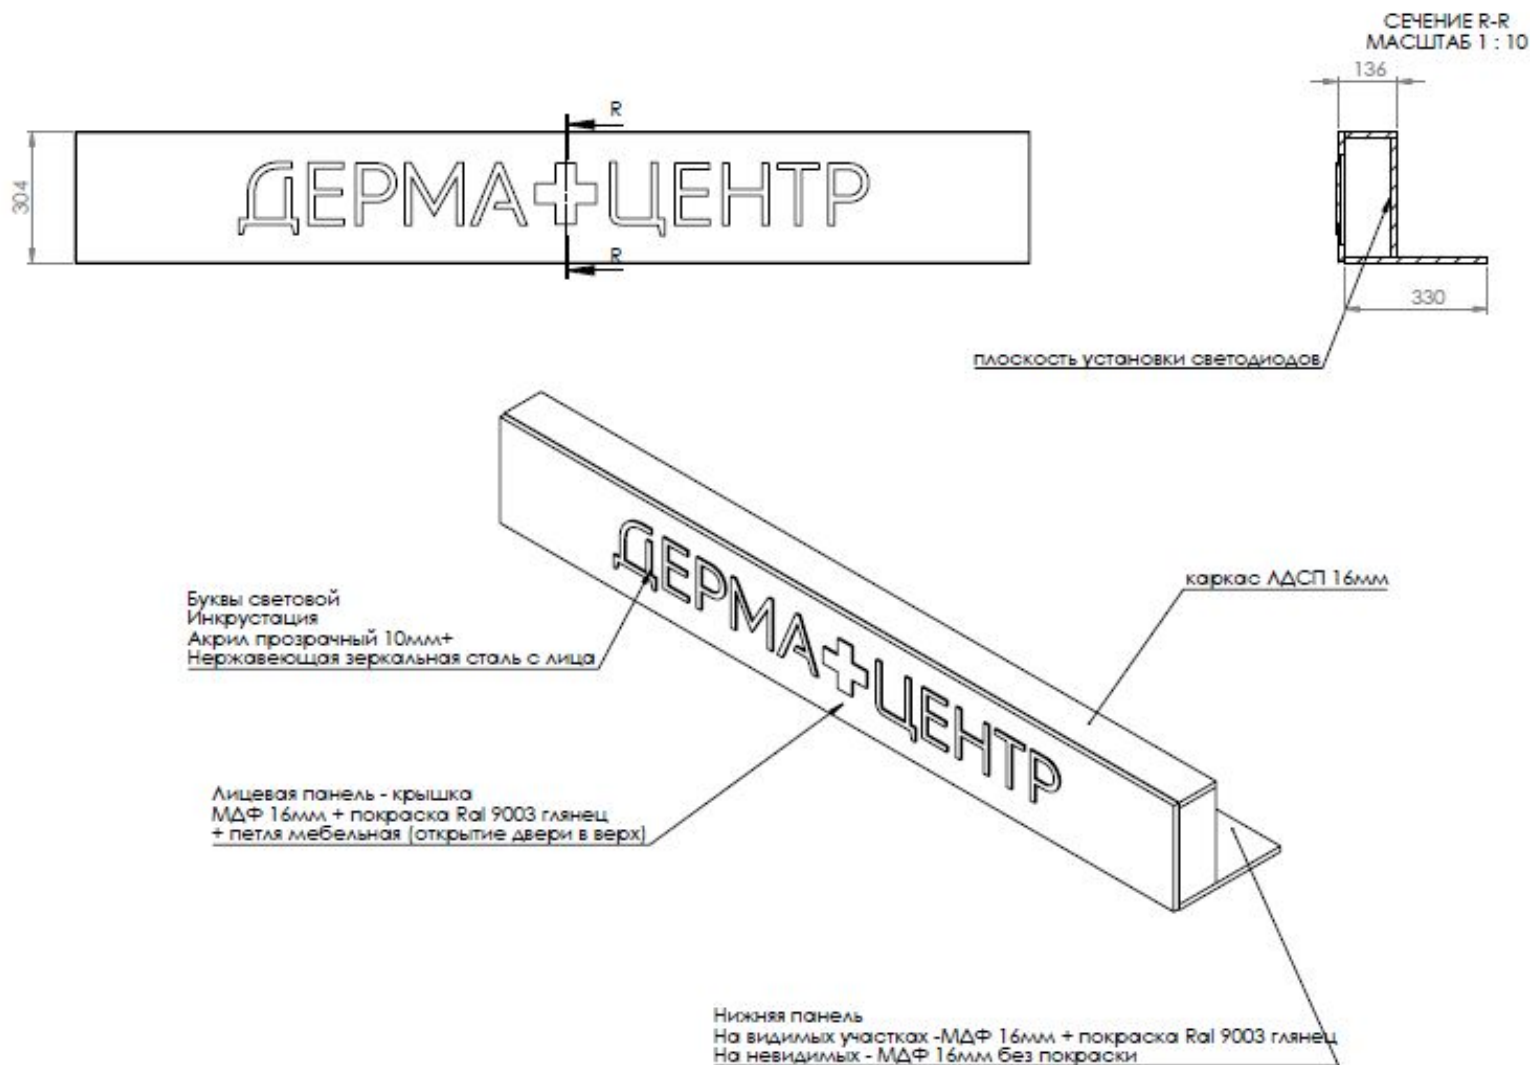 СЕЧЕНИЕ R-R
МАСШТАБ 1 : 10
136
R
304
ДЕРМА+ЦЕНТР
R
330
плоскость установки светодиодов
ДЕРМА+ЦЕНТР
каркас ЛДСП 16мм
Буквы световой
Инкрустация
Акрил прозрачный 10мм+
Нержавеющая зеркальная сталь с лица
Лицевая панель - крышка
МДФ 16мм + покраска Ral 9003 глянец
+ петля мебельная (открытие двери в верх)
Нижняя панель
На видимых участках -МДФ 16мм + покраска Ral 9003 глянец
На невидимых - МДФ 16мм без покраски